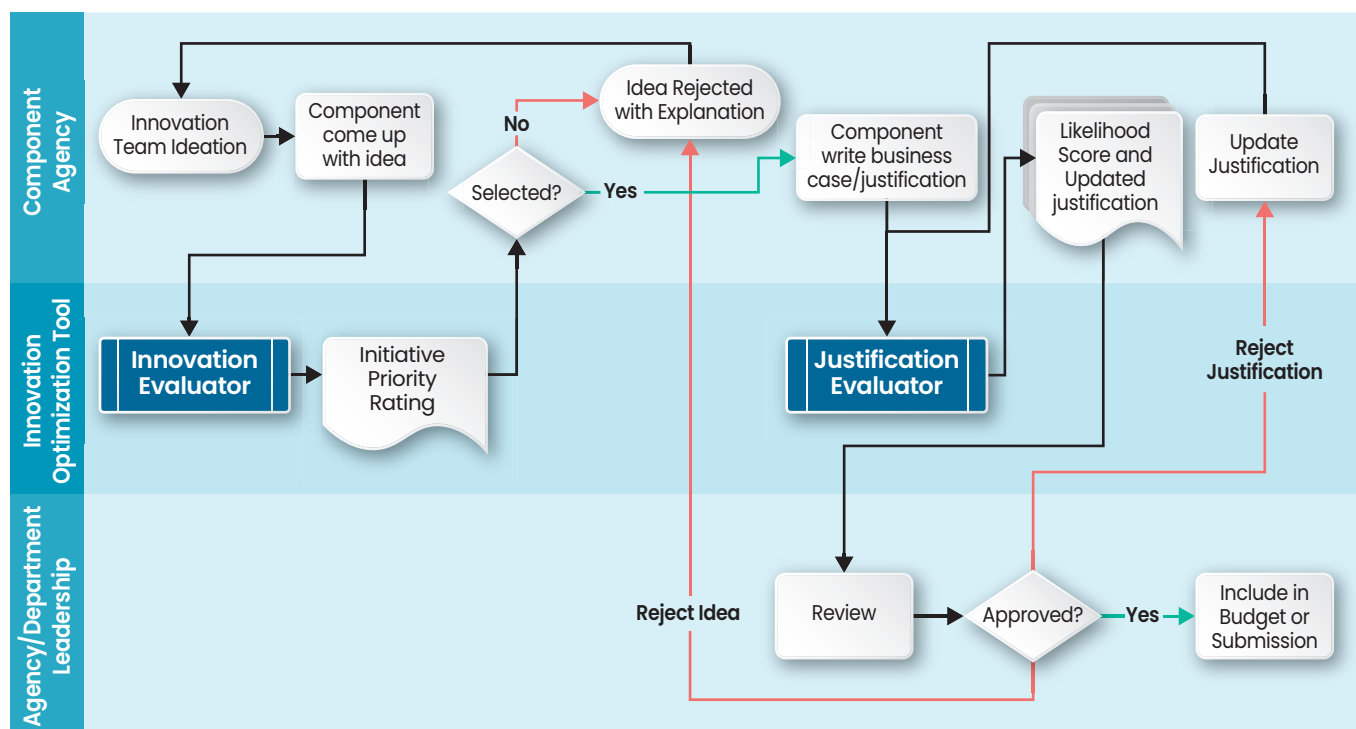 Component
Agency
Innovation
Team Ideation
Component
come up
with idea
No
Selected?
Yes
Idea Rejected
with Explanation
Component
write business
case/justification
Likelihood
Score and
Updated
justification
Update
Justification
Innovation
Optimization Tool
Innovation
Evaluator
Initiative
Priority
Rating
Justification
Evaluator
Reject
Justification
Agency/Department
Leadership
Reject Idea
Review
Approved?
Yes
Include in
Budget or
Submission